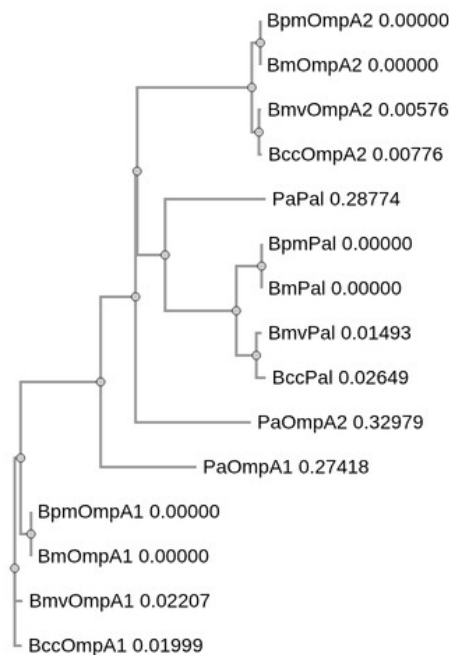 BpmOmpA2 0.00000
BmOmpA2 0.00000
BmvOmpA2 0.00576
BccOmpA2 0.00776
PaPal 0.28774
BpmPal 0.00000
BmPal 0.00000
BmvPal 0.01493
BccPal 0.02649
PaOmpA2 0.32979
PaOmpA1 0.27418
BpmOmpA1 0.00000
BmOmpA1 0.00000
BmvOmpA1 0.02207
BccOmpA1 0.01999